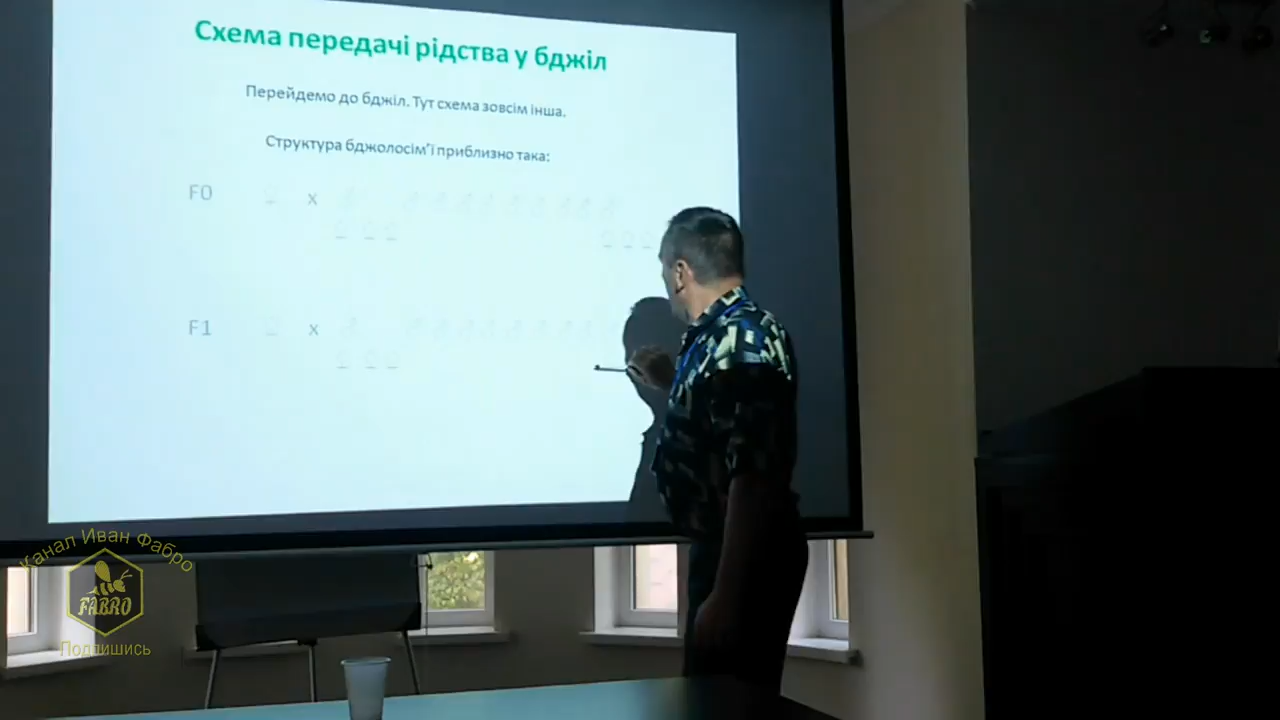 Схема передачі рідства у бджіл
Перейдемо до бджіл. Тут схема зовсім інша.
Структура бджолосім'ї приблизно така:
F0 x
F1 x
Канал Иван Фабро
FABRO
Подпишись